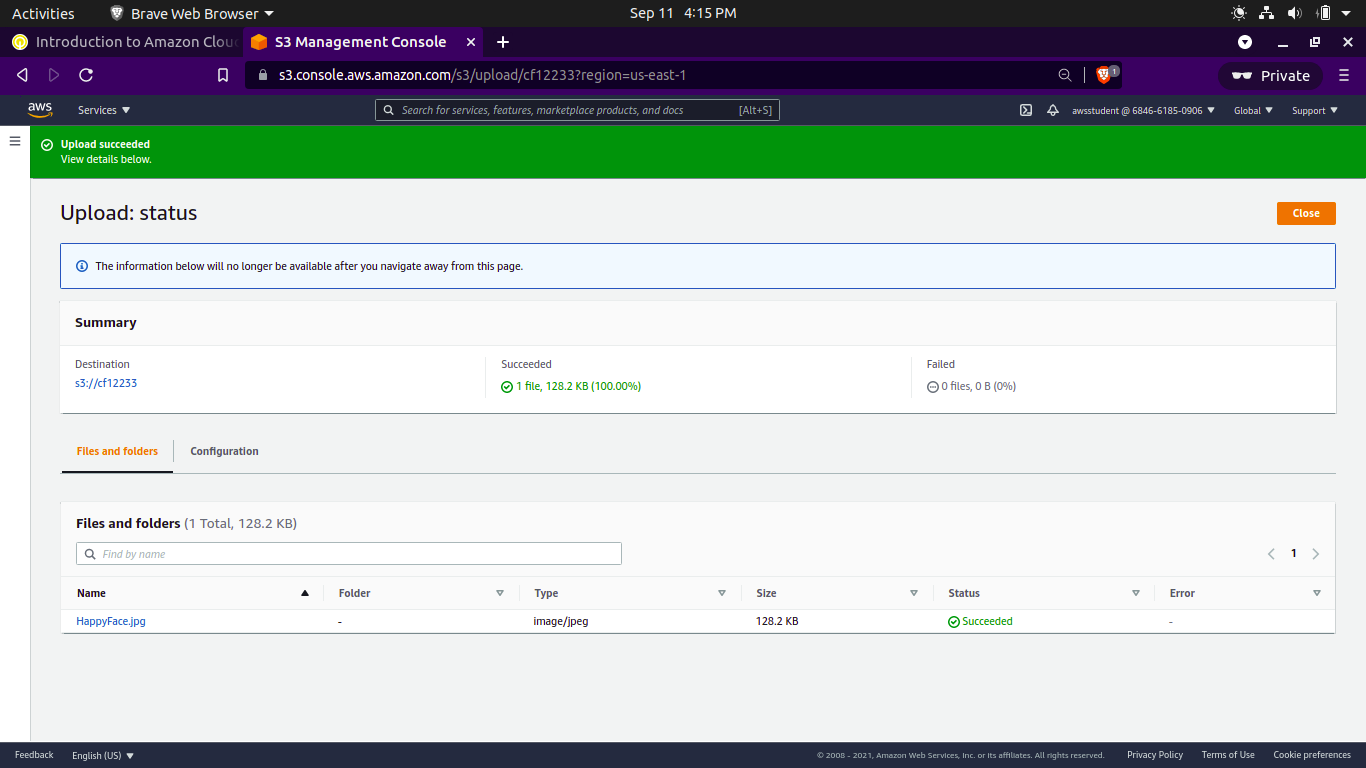 Activities Brave Web Browser Sep 11 4:15 PM
Introduction to Amazon Clou S3 Management Console
s3.console.aws.amazon.com/s3/upload/cf12233?region=us-east-1 1 Private
aws Services Search for services, features, marketplace products, and docs [Alt+S] awsstudent @ 6846-6185-0906 Global Support
Upload succeeded
View details below.
Upload: status Close
The information below will no longer be available after you navigate away from this page.
Summary
Destination Succeeded Failed
s3://cf12233 1 file, 128.2 KB (100.00%) 0 files, 0 B (0%)
Files and folders Configuration
Files and folders (1 Total, 128.2 KB)
Find by name 1
Name Folder Type Size Status Error
HappyFace.jpg - image/jpeg 128.2 KB Succeeded -
Feedback English (US) © 2008 - 2021, Amazon Web Services, Inc. or its affiliates. All rights reserved. Privacy Policy Terms of Use Cookie preferences